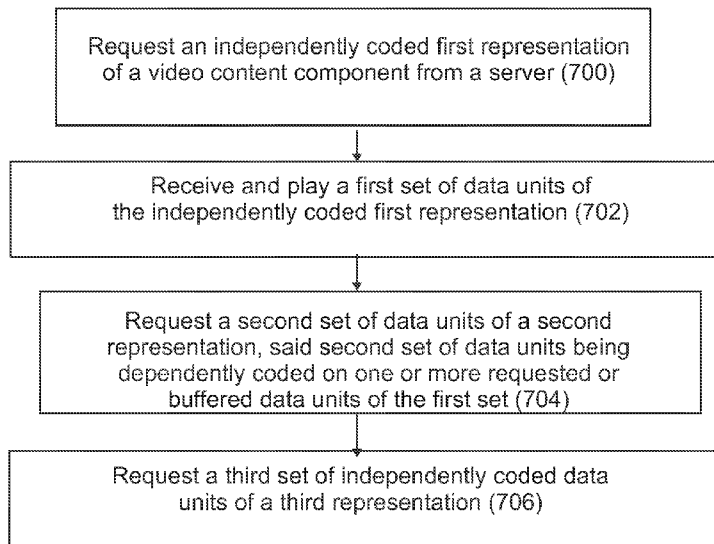 Request an independently coded first representation
of a video content component from a server (700)
Receive and play a first set of data units of
the independently coded first representation (702)
Request a second set of data units of a second
representation, said second set of data units being
dependently coded on one or more requested or
buffered data units of the first set (704)
Request a third set of independently coded data
units of a third representation (706)